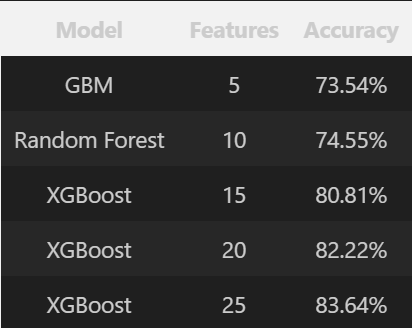 Model Features Accuracy
GBM 5 73.54%
Random Forest 10 74.55%
XGBoost 15 80.81%
XGBoost 20 82.22%
XGBoost 25 83.64%